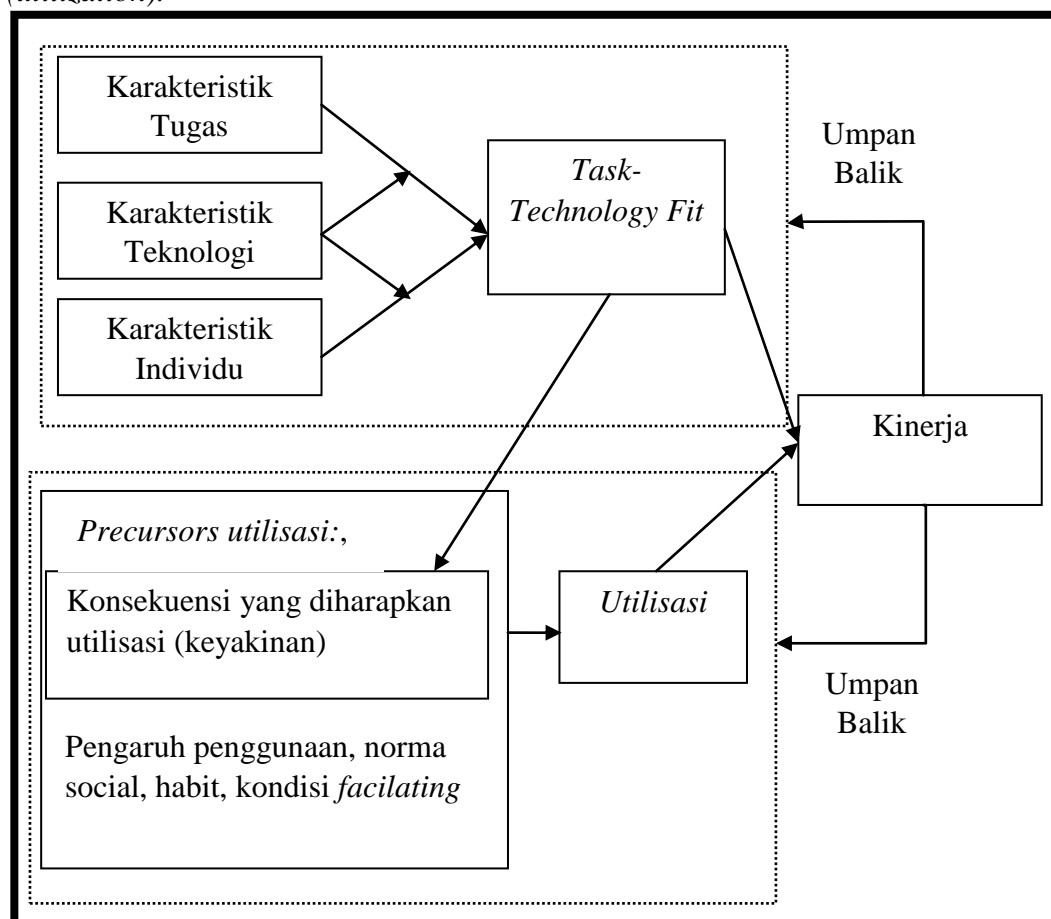 (utilization).
Karakteristik
Tugas
Karakteristik
Teknologi
Karakteristik
Individu
Task-
Technology Fit
Umpan
Balik
Kinerja
Precursors utilisasi:,
Konsekuensi yang diharapkan
utilisasi (keyakinan)
Pengaruh penggunaan, norma
social, habit, kondisi facilating
Utilisasi
Umpan
Balik